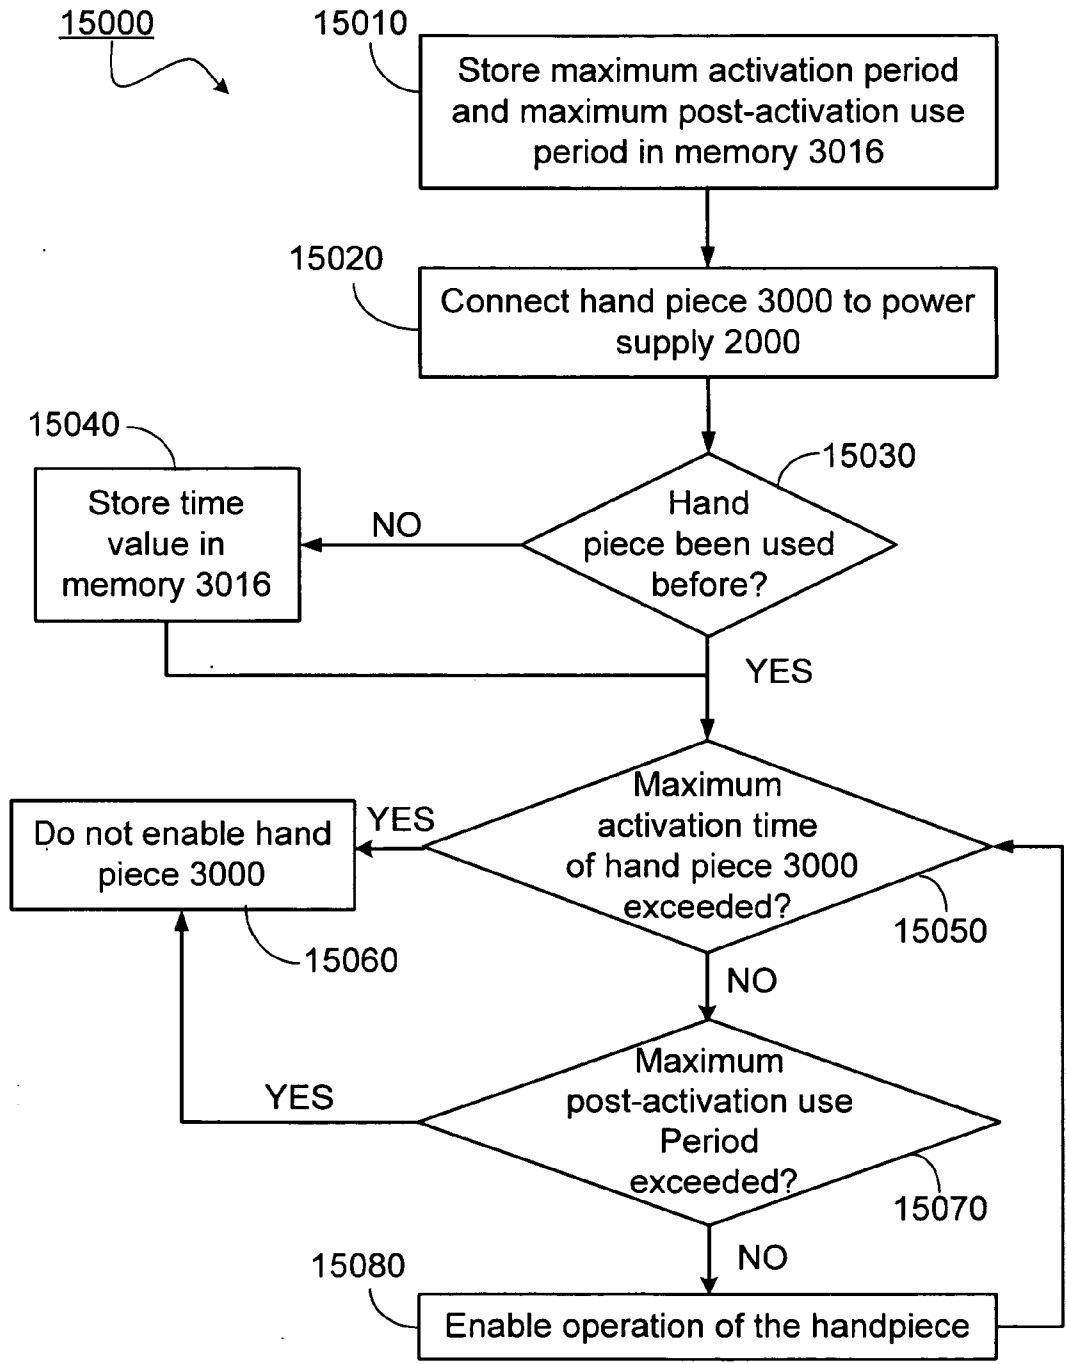 15000
15010
Store maximum activation period
and maximum post-activation use
period in memory 3016
15020
Connect hand piece 3000 to power
supply 2000
15030
Hand
piece been used
before?
NO
15040
Store time
value in
memory 3016
YES
Maximum
activation time
of hand piece 3000
exceeded?
15050
YES
Do not enable hand
piece 3000
15060
NO
Maximum
post-activation use
Period
exceeded?
15070
YES
NO
15080
Enable operation of the handpiece